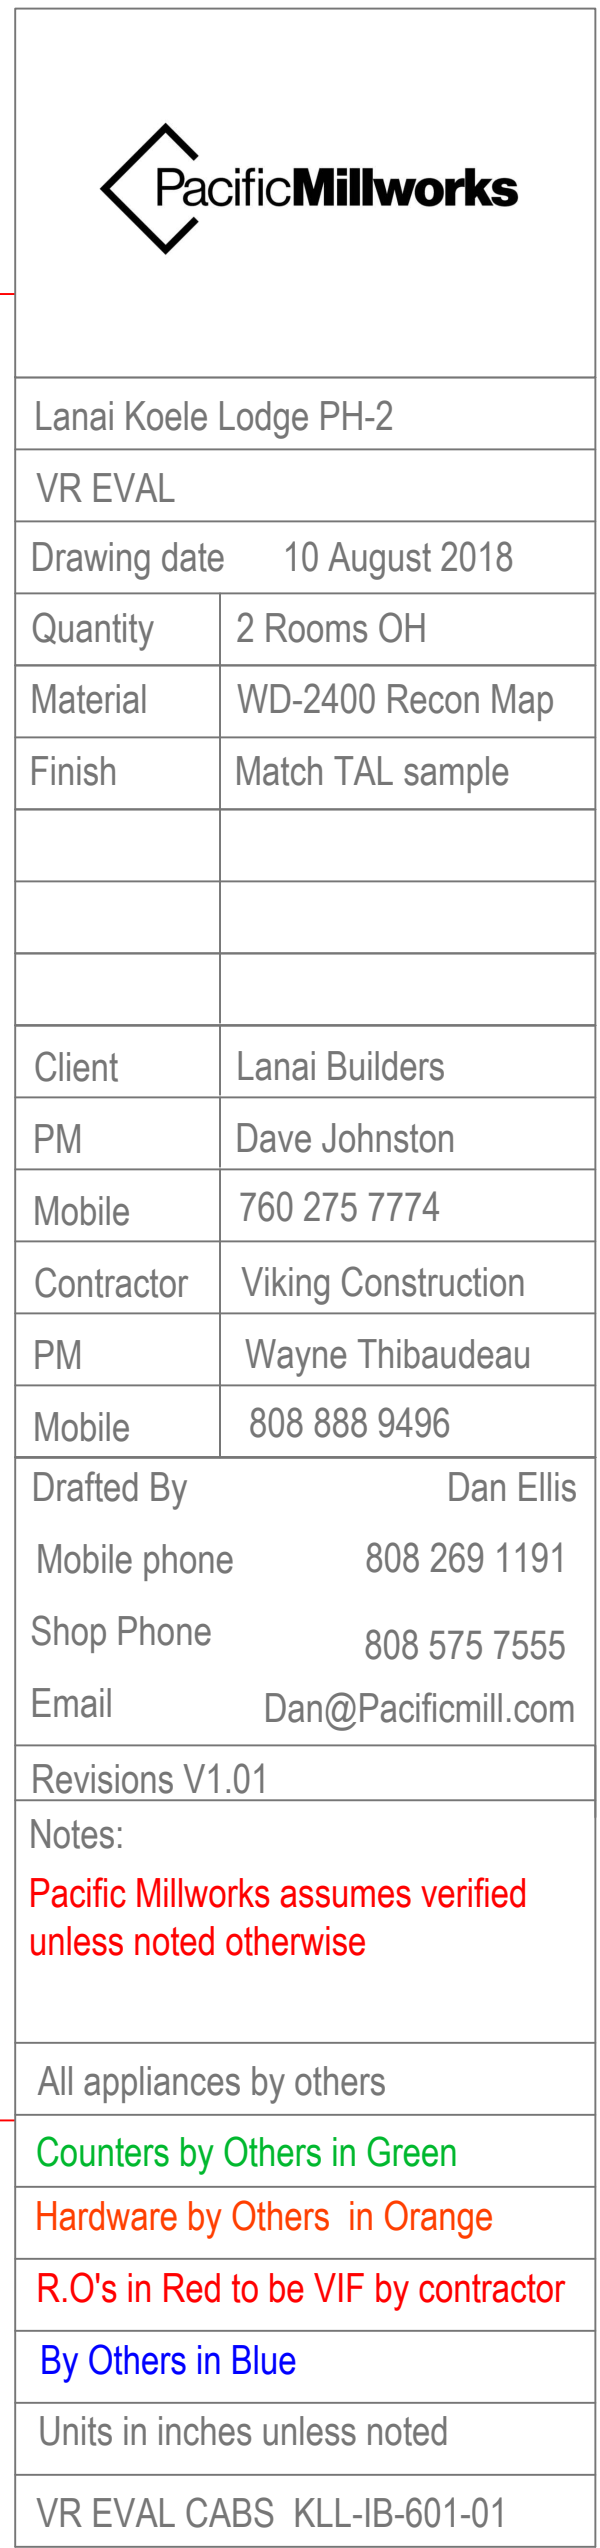 PacificMillworks
Lanai Koele Lodge PH-2
VR EVAL
Drawing date 10 August 2018
Quantity 2 Rooms OH
Material WD-2400 Recon Map
Finish Match TAL sample
Client Lanai Builders
PM Dave Johnston
Mobile 760 275 7774
Contractor Viking Construction
PM Wayne Thibaudeau
Mobile 808 888 9496
Drafted By Dan Ellis
Mobile phone 808 269 1191
Shop Phone 808 575 7555
Email Dan@Pacificmill.com
Revisions V1.01
Notes:
Pacific Millworks assumes verified
unless noted otherwise
All appliances by others
Counters by Others in Green
Hardware by Others in Orange
R.O's in Red to be VIF by contractor
By Others in Blue
Units in inches unless noted
VR EVAL CABS KLL-IB-601-01